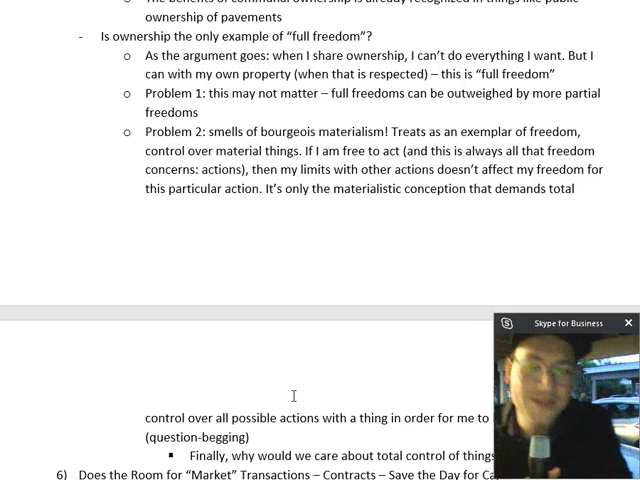 The benefits of communal ownership is already recognized in things like public
ownership of pavements
- Is ownership the only example of “full freedom”?
o As the argument goes: when I share ownership, I can’t do everything I want. But I
can with my own property (when that is respected) – this is “full freedom”
o Problem 1: this may not matter – full freedoms can be outweighed by more partial
freedoms
o Problem 2: smells of bourgeois materialism! Treats as an exemplar of freedom,
control over material things. If I am free to act (and this is always all that freedom
concerns: actions), then my limits with other actions doesn’t affect my freedom for
this particular action. It’s only the materialistic conception that demands total
Skype for Business
control over all possible actions with a thing in order for me to
(question-begging)
▪ Finally, why would we care about total control of things
6) Does the Room for “Market” Transactions – Contracts – Save the Day for